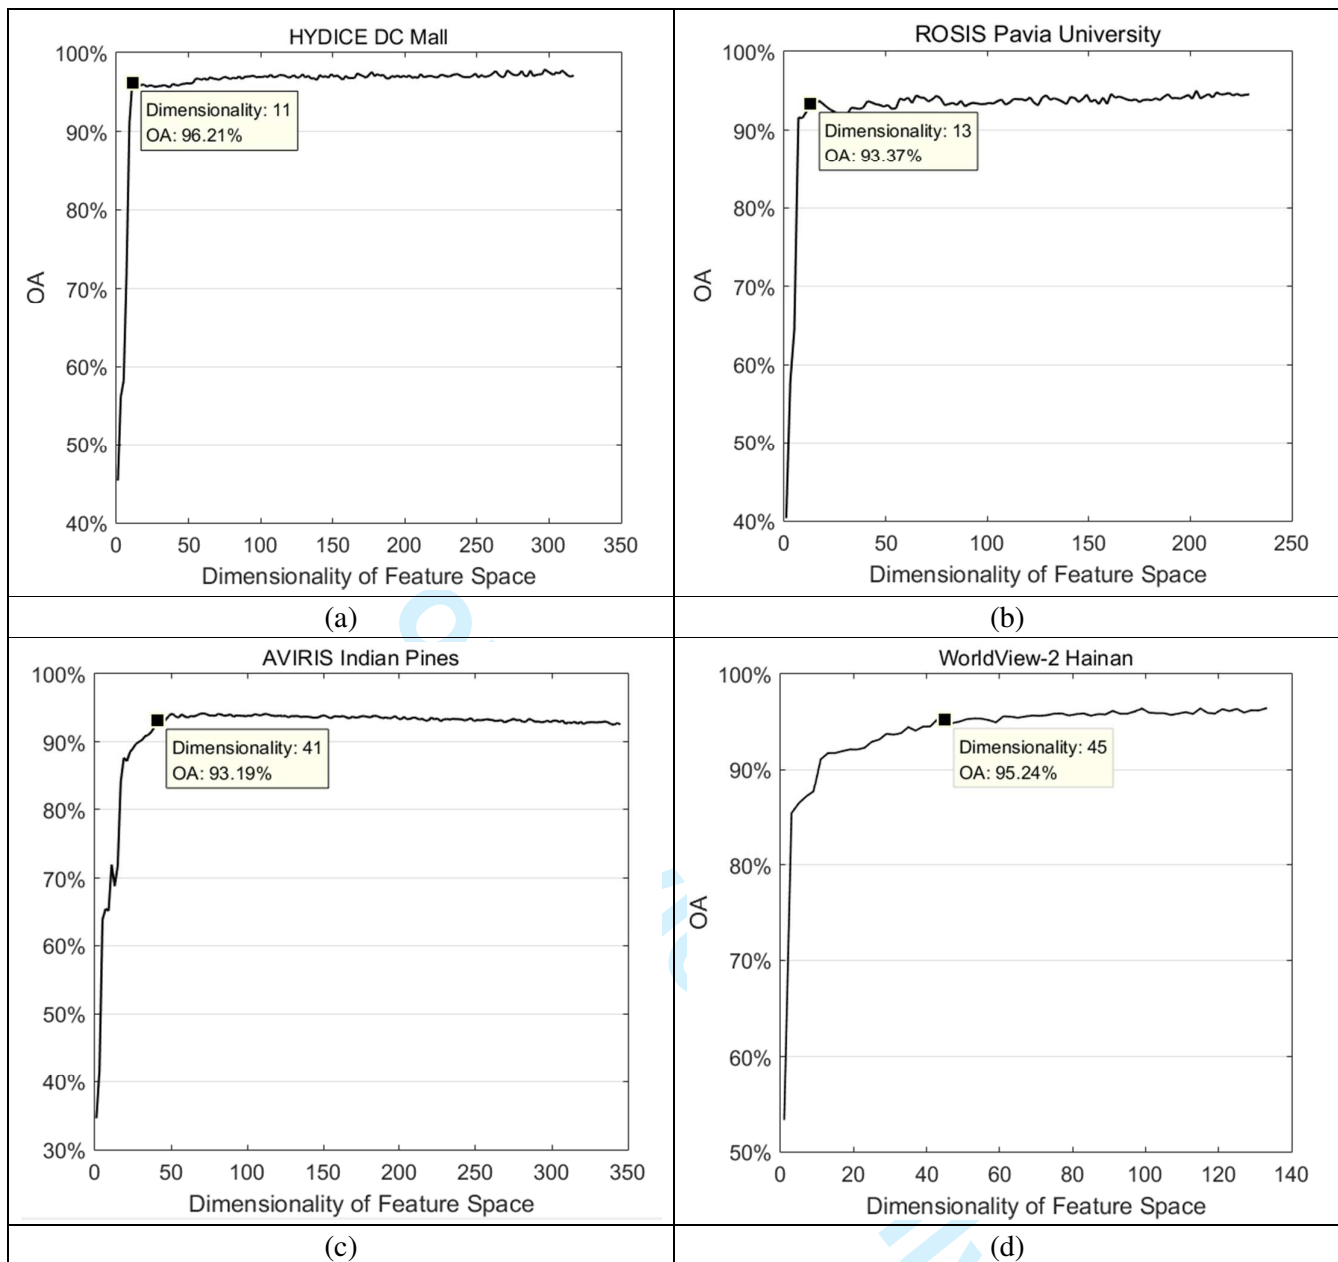 HYDICE DC Mall
100%
90%
80%
70%
60%
50%
40%
OA
Dimensionality: 11
OA: 96.21%
0 50 100 150 200 250 300 350
Dimensionality of Feature Space
(a)
ROSIS Pavia University
100%
90%
80%
70%
60%
50%
40%
OA
Dimensionality: 13
OA: 93.37%
0 50 100 150 200 250
Dimensionality of Feature Space
(b)
AVIRIS Indian Pines
100%
90%
80%
70%
60%
50%
40%
30%
Dimensionality: 41
OA: 93.19%
0 50 100 150 200 250 300 350
Dimensionality of Feature Space
(c)
WorldView-2 Hainan
100%
90%
80%
70%
60%
50%
OA
Dimensionality: 45
OA: 95.24%
0 20 40 60 80 100 120 140
Dimensionality of Feature Space
(d)